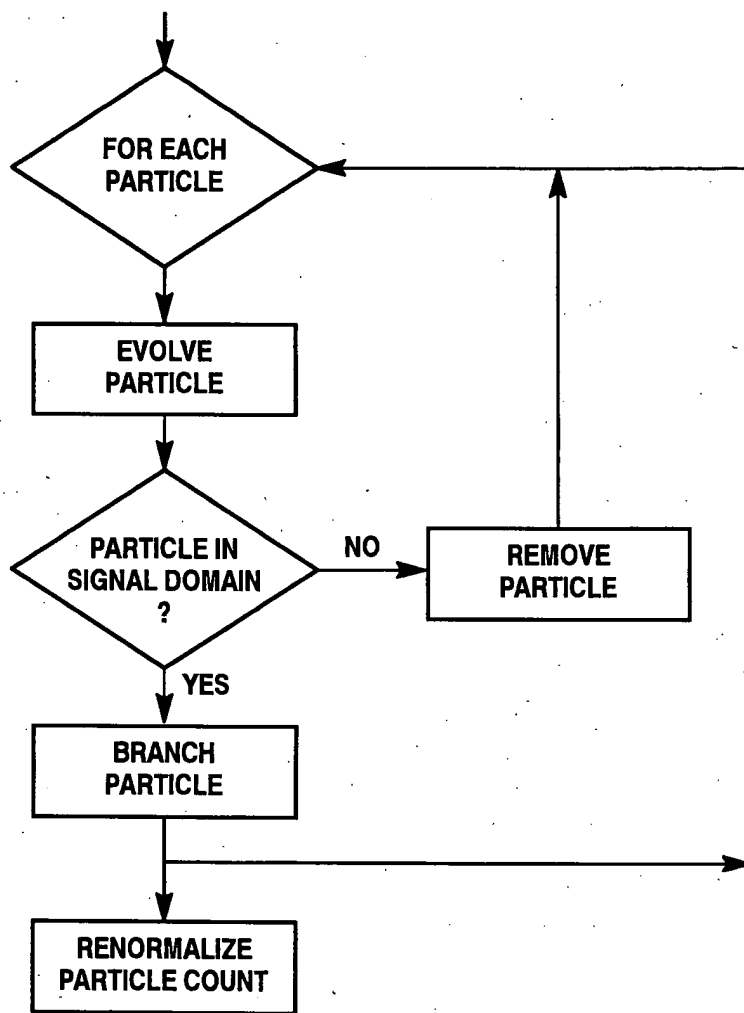 FOR EACH
PARTICLE
EVOLVE
PARTICLE
PARTICLE IN
SIGNAL DOMAIN
?
NO
REMOVE
PARTICLE
YES
BRANCH
PARTICLE
RENORMALIZE
PARTICLE COUNT